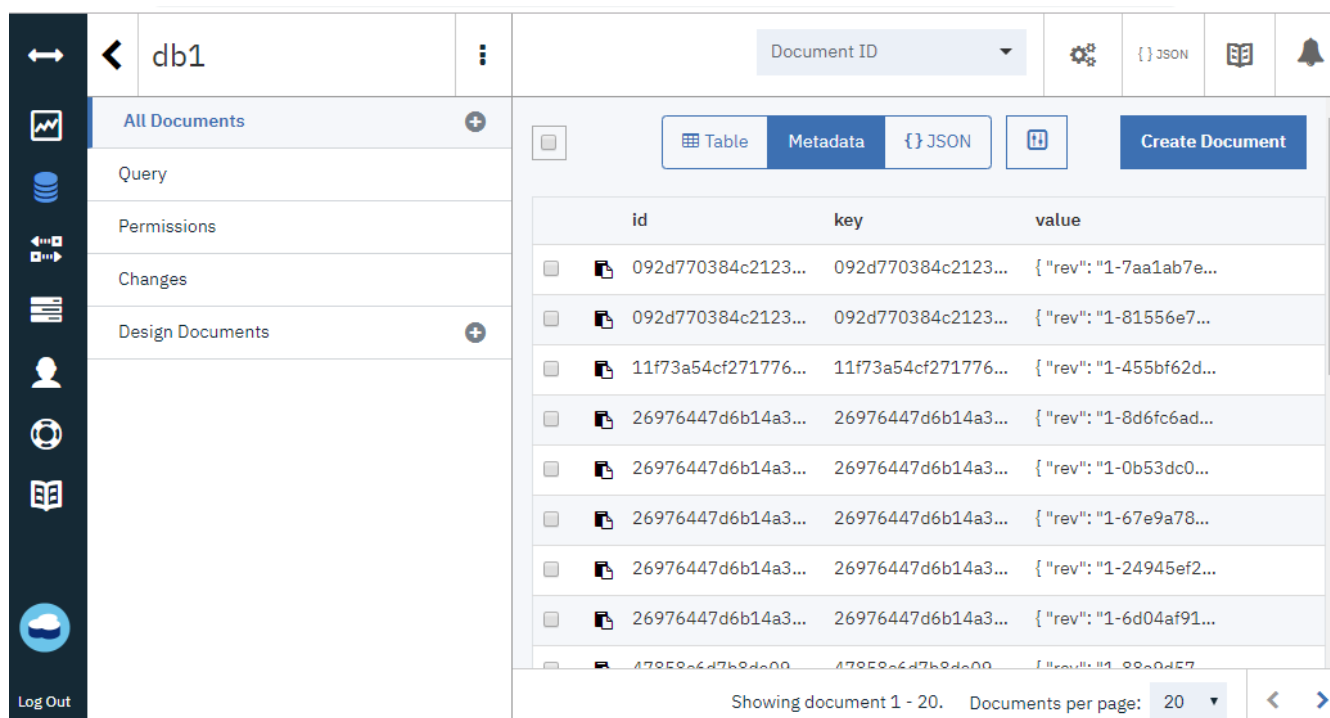 db1
Document ID
{ } JSON
All Documents
Query
Permissions
Changes
Design Documents
Log Out
Table Metadata {} JSON
Create Document
id key value
092d770384c2123... 092d770384c2123... { "rev": "1-7aa1ab7e...
092d770384c2123... 092d770384c2123... { "rev": "1-81556e7...
11f73a54cf271776... 11f73a54cf271776... { "rev": "1-455bf62d...
26976447d6b14a3... 26976447d6b14a3... { "rev": "1-8d6fc6ad...
26976447d6b14a3... 26976447d6b14a3... { "rev": "1-0b53dc0...
26976447d6b14a3... 26976447d6b14a3... { "rev": "1-67e9a78...
26976447d6b14a3... 26976447d6b14a3... { "rev": "1-24945ef2...
26976447d6b14a3... 26976447d6b14a3... { "rev": "1-6d04af91...
Showing document 1 - 20. Documents per page: 20